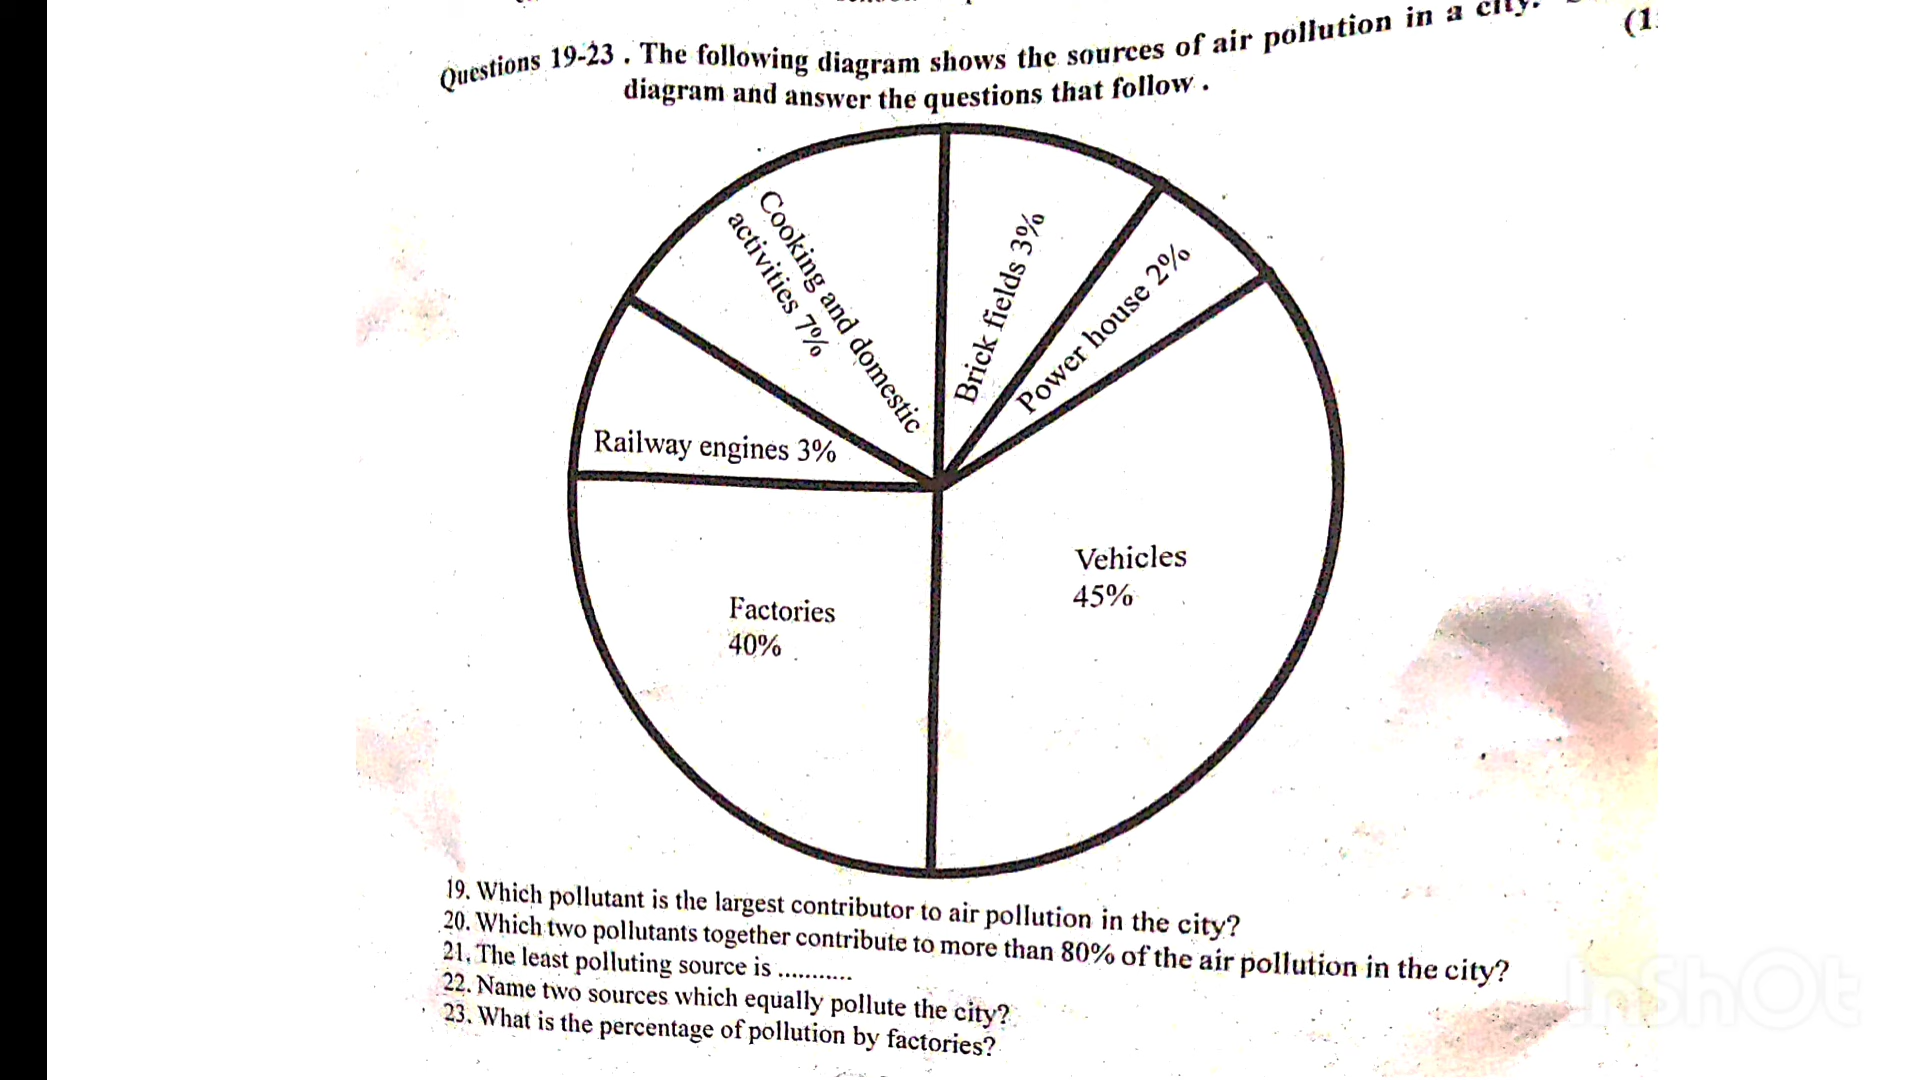 Questions 19-23 . The following diagram shows the sources of air pollution in a city.
(1
diagram and answer the questions that follow .
Cooking and domestic
activities 7%
Brick fields 3%
Power house 2%
Railway engines 3%
Vehicles
45%
Factories
40%
19. Which pollutant is the largest contributor to air pollution in the city?
20. Which two pollutants together contribute to more than 80% of the air pollution in the city?
21. The least polluting source is ...........
22. Name two sources which equally pollute the city?
23. What is the percentage of pollution by factories?
InShOt